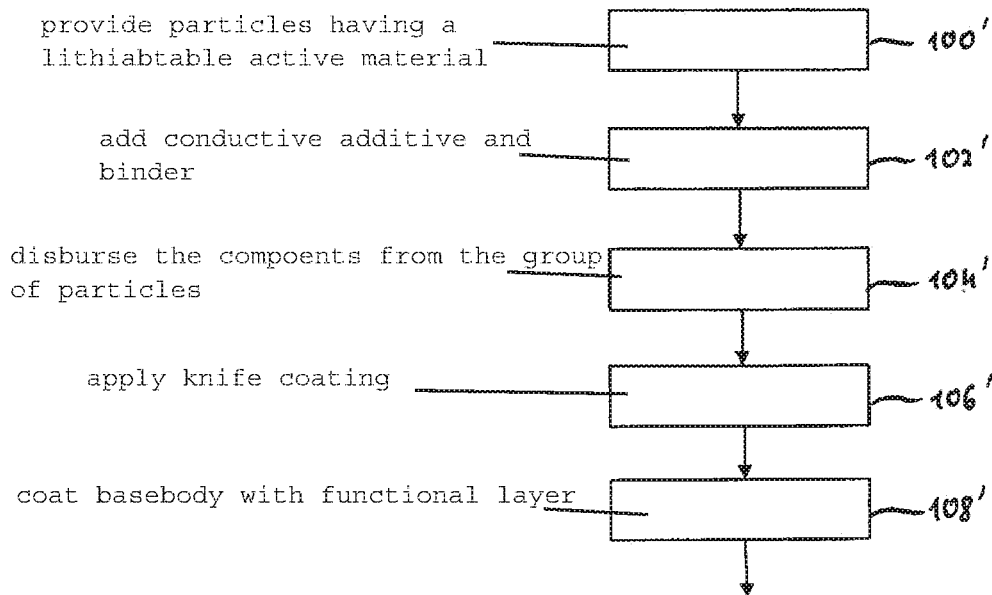 provide particles having a
lithiabtable active material
100'
add conductive additive and
binder
102'
disburse the compoents from the group
of particles
104'
apply knife coating
106'
coat basebody with functional layer
108'